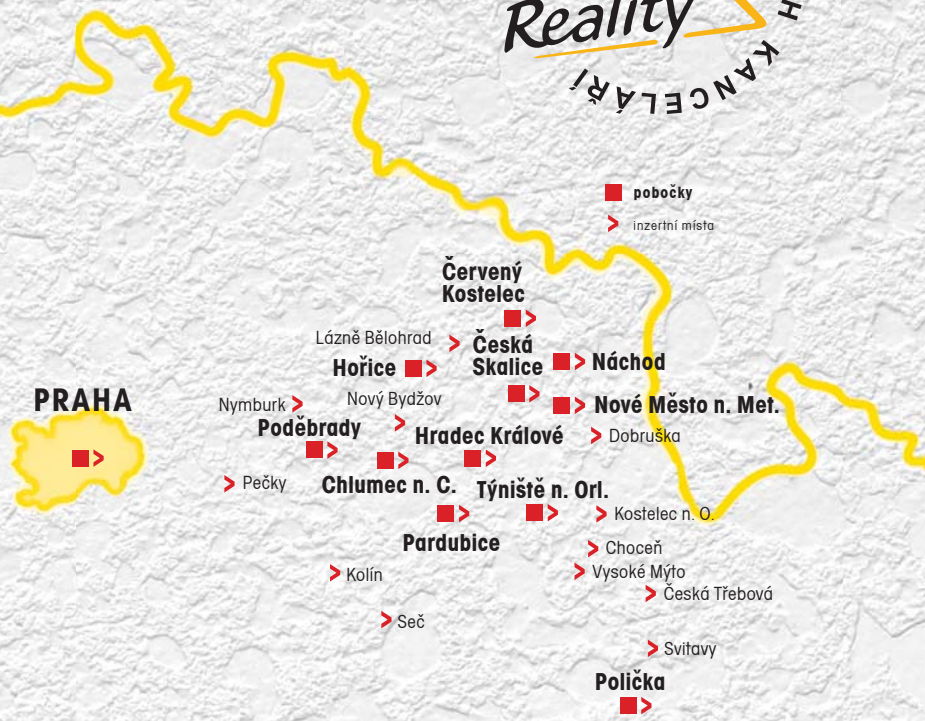 Reality
H KANCELÁŘÍ
pobočky
inzertní místa
Červený
Kostelec
Lázně Bělohrad
Česká
Skalice
Hořice
Náchod
PRAHA
Nymburk
Nový Bydžov
Nové Město n. Met.
Poděbrady
Hradec Králové
Dobruška
Pečky
Chlumec n. C.
Týniště n. Orl.
Kostelec n. O.
Pardubice
Choceň
Kolín
Vysoké Mýto
Česká Třebová
Seč
Svitavy
Polička